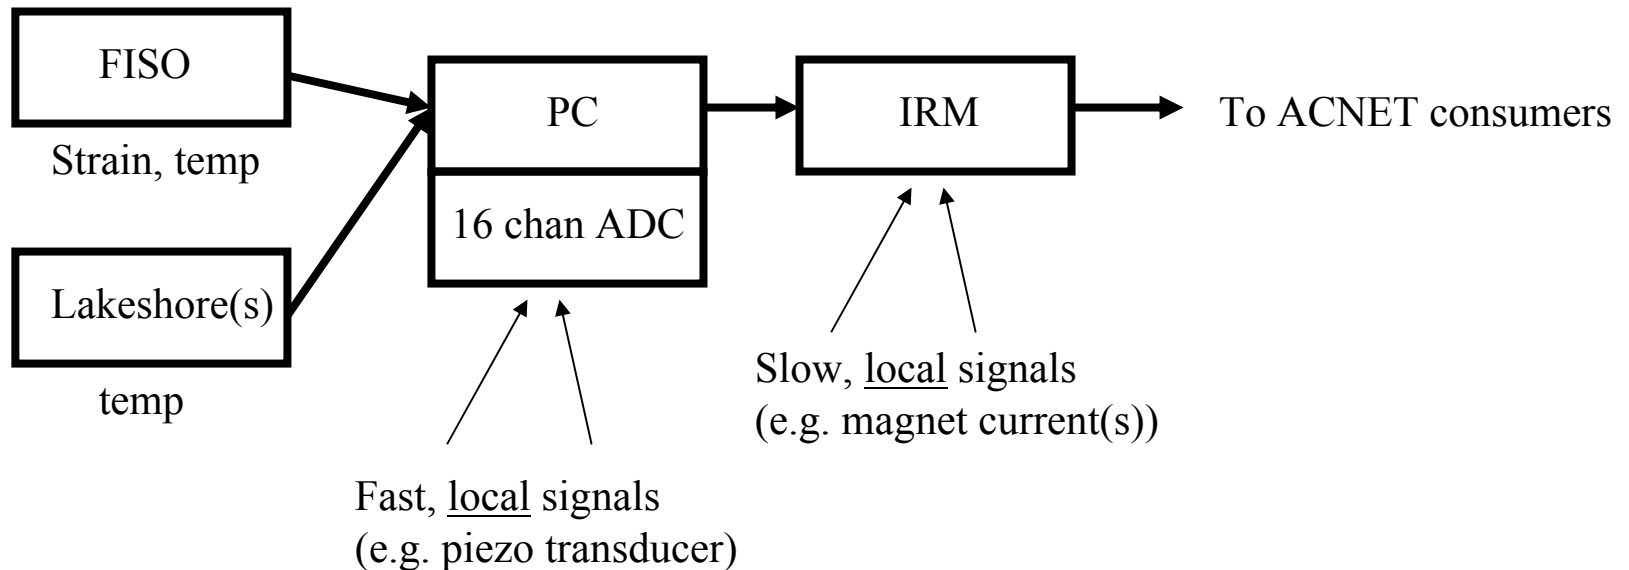 FISO
Strain, temp
Lakeshore(s)
temp
PC
16 chan ADC
Fast, local signals
(e.g. piezo transducer)
IRM
Slow, local signals
(e.g. magnet current(s))
To ACNET consumers